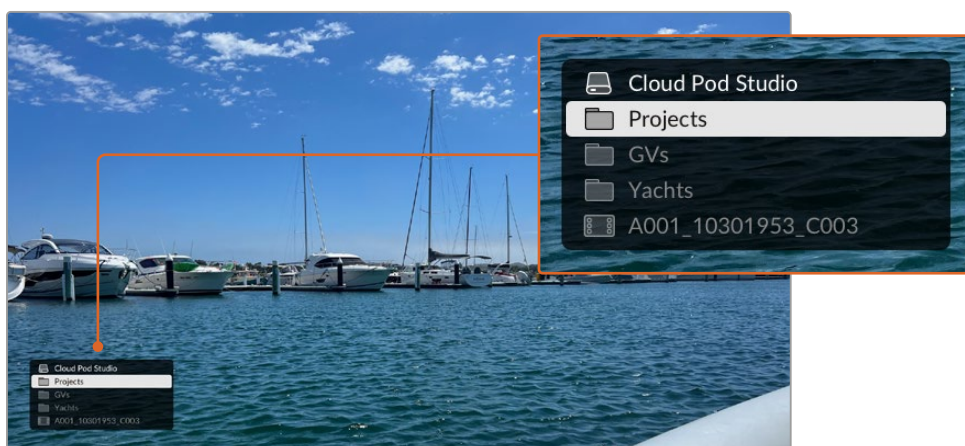 Cloud Pod Studio
Projects
GVs
Yachts
A001_10301953_C003
Cloud Pod Studio
Projects
GVs
Yachts
A001_10301953_C003